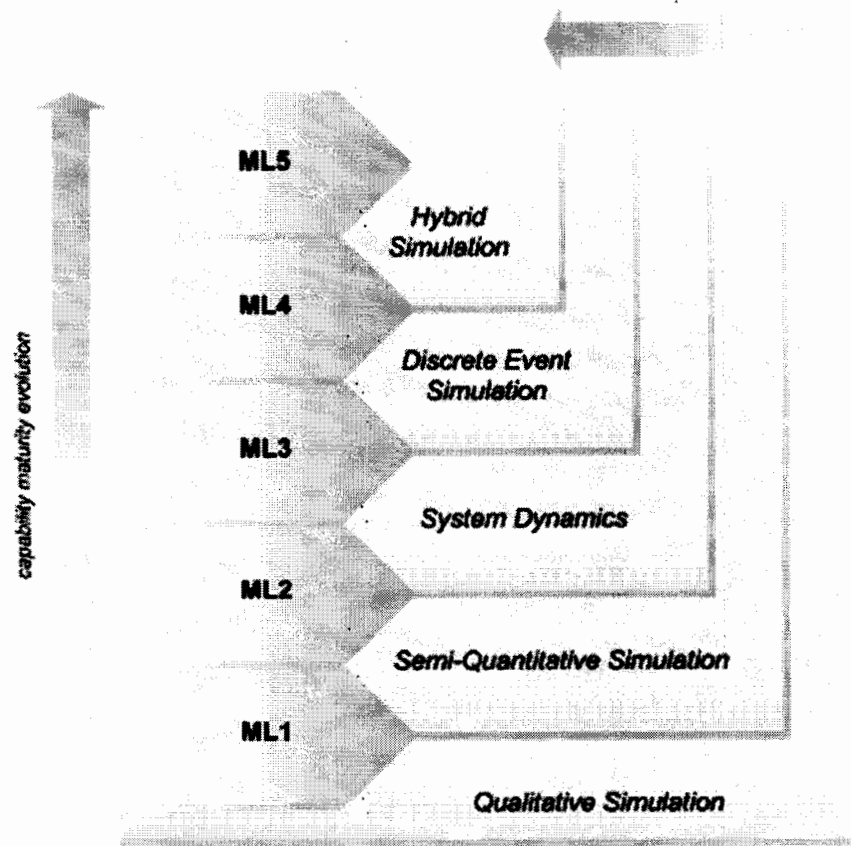 ML5
Hybrid
Simulation
ML4
Discrete Event
Simulation
capability maturity evolution
ML3
System Dynamics
ML2
Semi-Quantitative Simulation
ML1
Qualitative Simulation